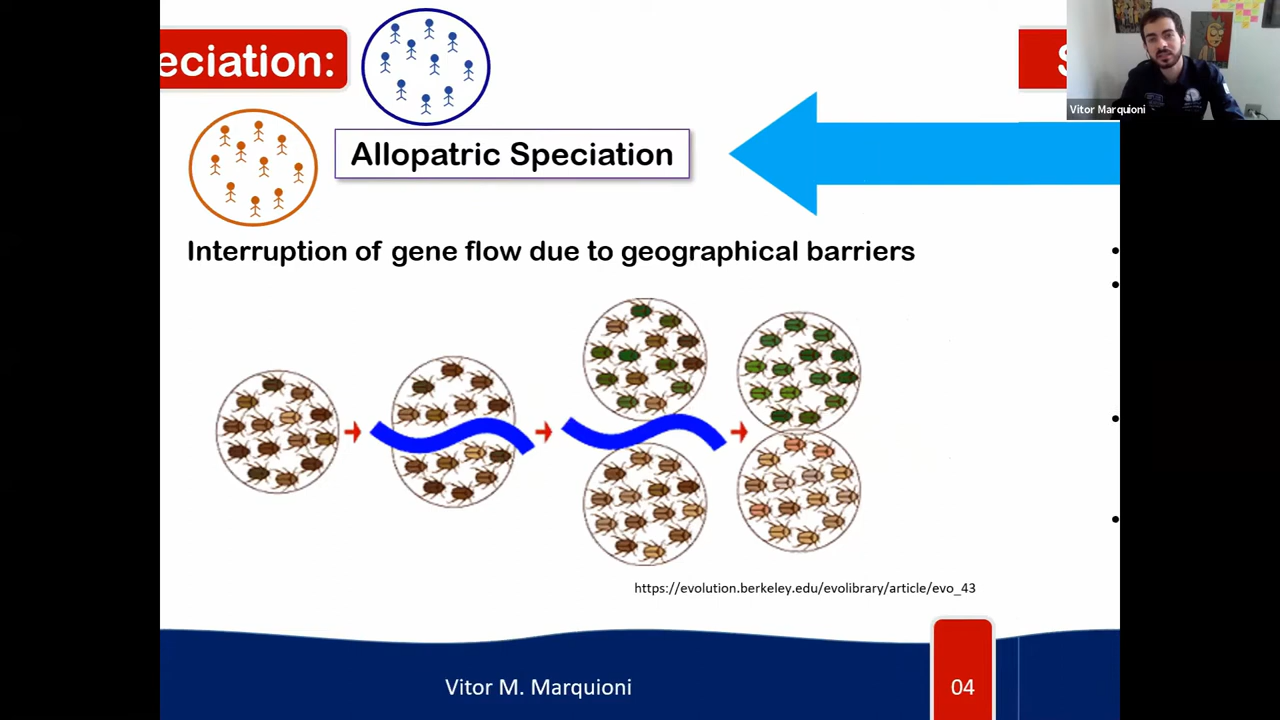 eciation:
Allopatric Speciation
Vitor Marquioni
Interruption of gene flow due to geographical barriers
https://evolution.berkeley.edu/evolibrary/article/evo_43
Vitor M. Marquioni
04